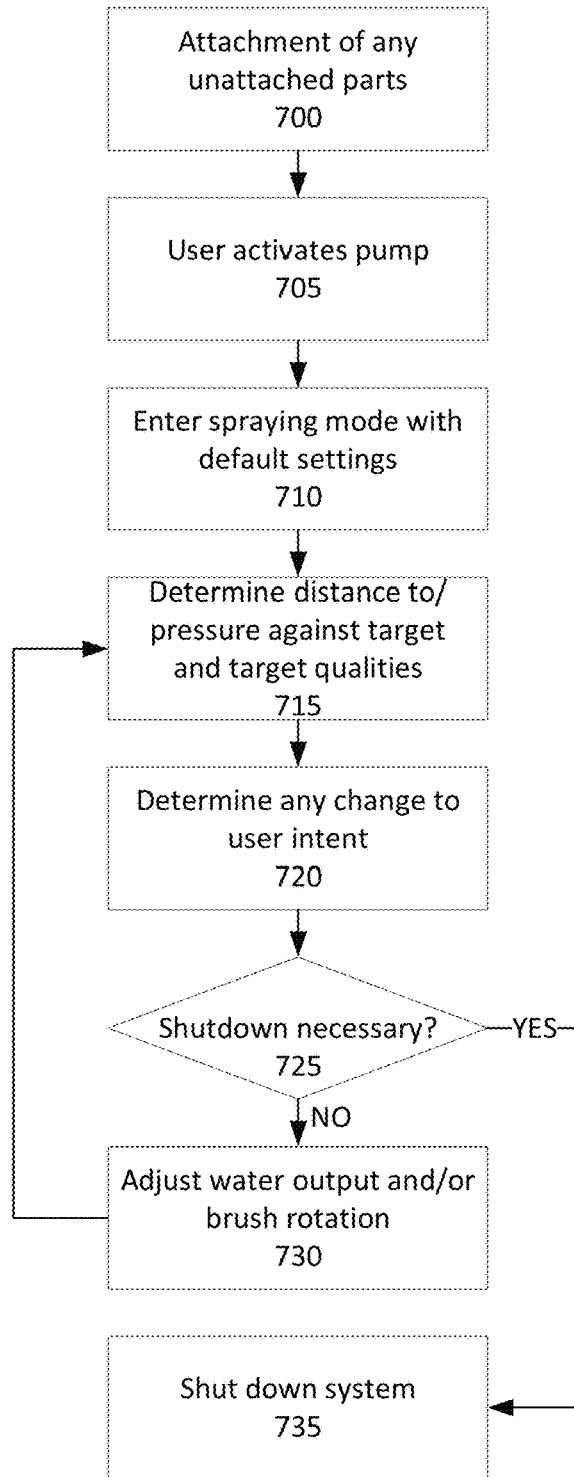 Attachment of any
unattached parts
700
User activates pump
705
Enter spraying mode with
default settings
710
Determine distance to/
pressure against target
and target qualities
715
Determine any change to
user intent
720
Shutdown necessary?
YES
725
NO
Adjust water output and/or
brush rotation
730
Shut down system
735